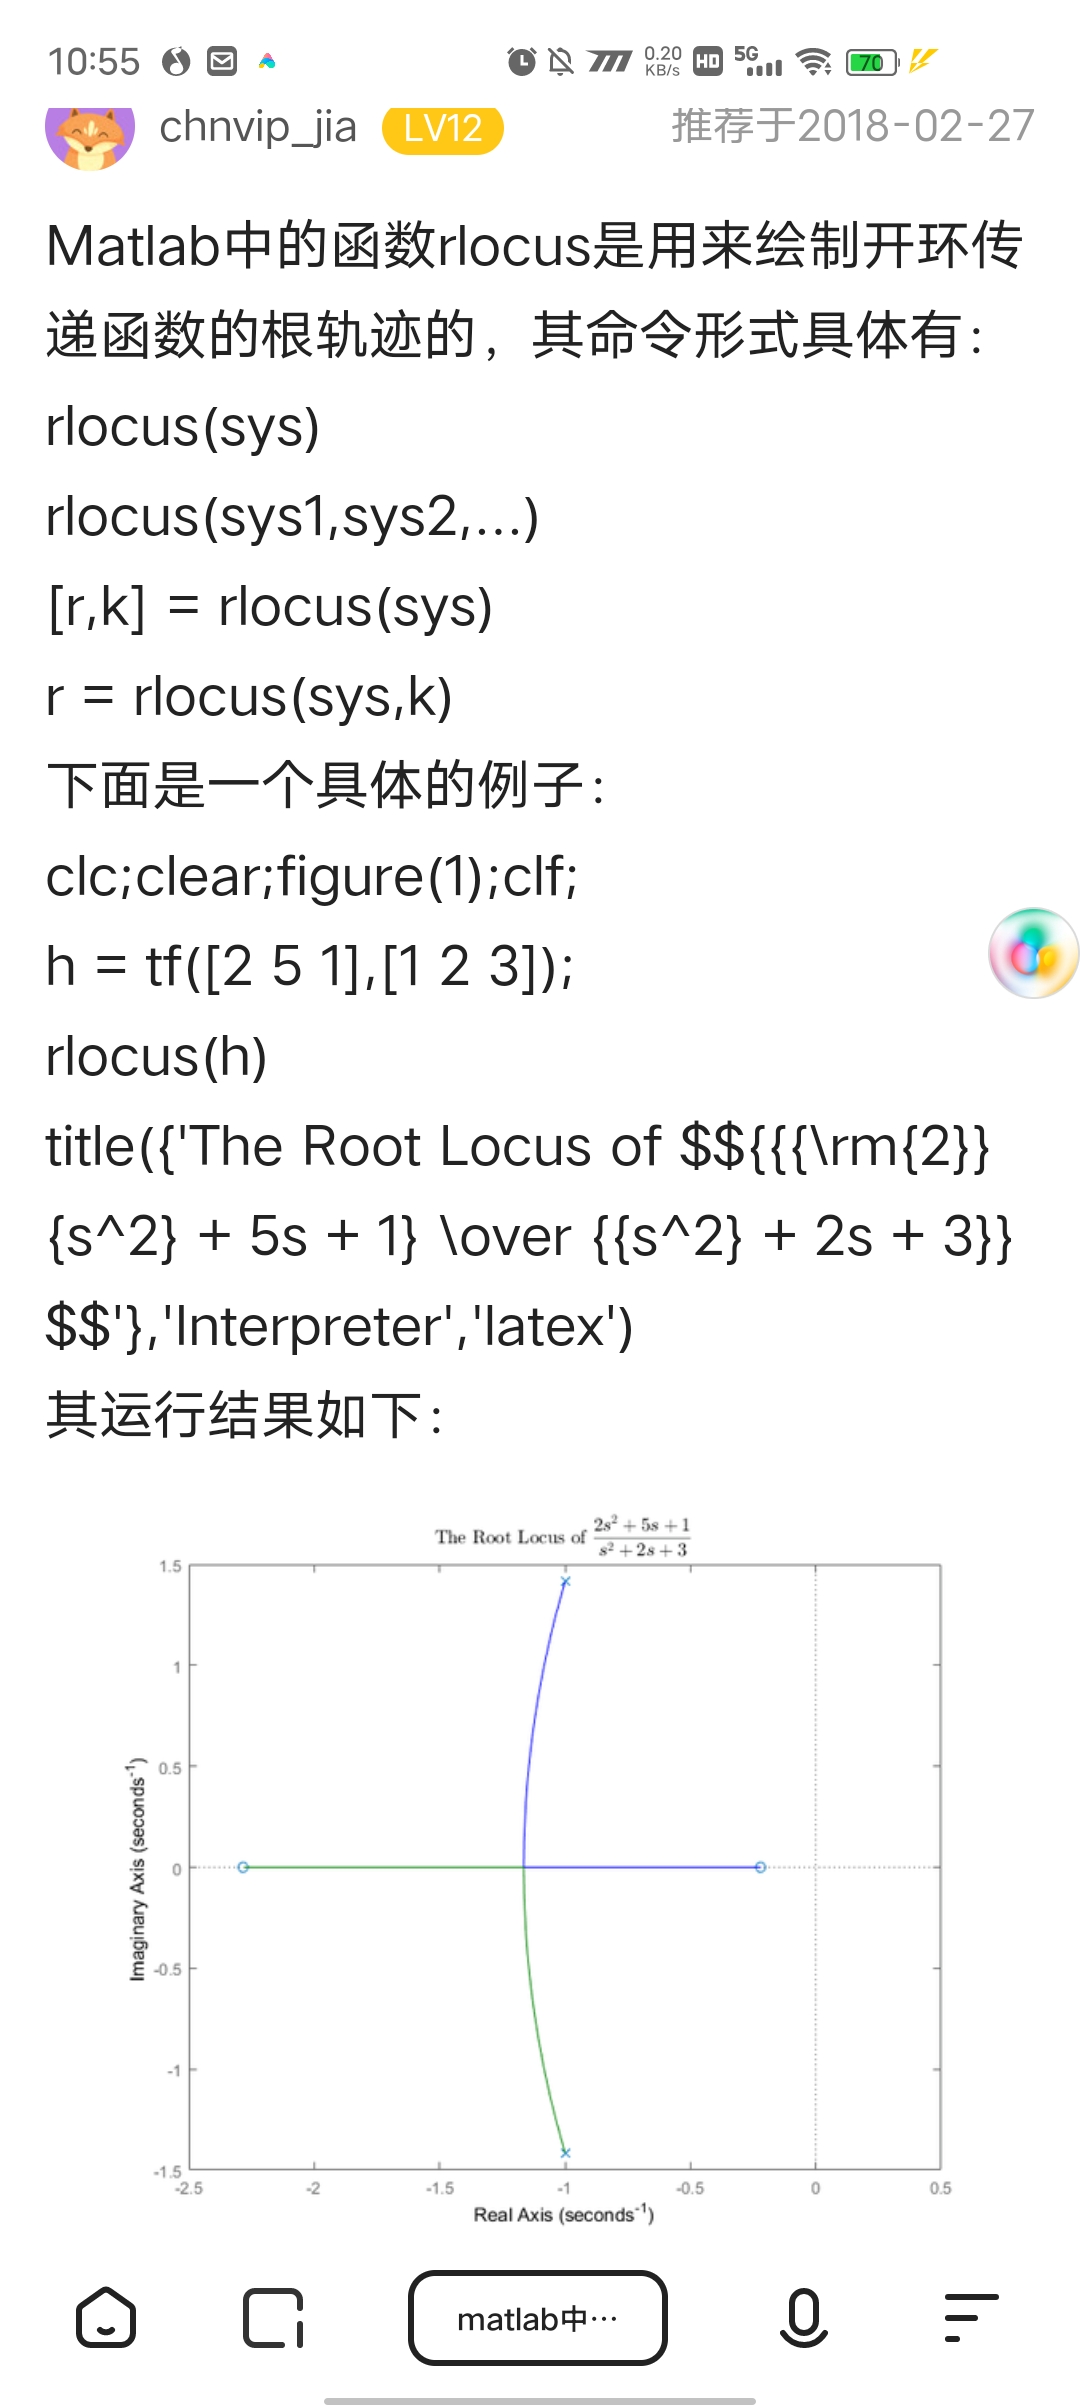 10:55
0.20
KB/s
HD
5G
70
chnvip_jia
LV12
推荐于2018-02-27
Matlab中的函数rlocus是用来绘制开环传
递函数的根轨迹的，其命令形式具体有：
rlocus(sys)
rlocus(sys1,sys2,...)
[r,k] = rlocus(sys)
r = rlocus(sys,k)
下面是一个具体的例子：
clc;clear;figure(1);clf;
h = tf([2 5 1],[1 2 3]);
rlocus(h)
title({'The Root Locus of $${{{\rm{2}}
{s^2} + 5s + 1} \over {{s^2} + 2s + 3}}
$$'},'Interpreter','latex')
其运行结果如下：
The Root Locus of
2s² + 5s + 1
s² + 2s + 3
1.5
1
0.5
0
-0.5
-1
-1.5
Imaginary Axis (seconds⁻¹)
-2.5 -2 -1.5 -1 -0.5 0 0.5
Real Axis (seconds⁻¹)
matlab中···